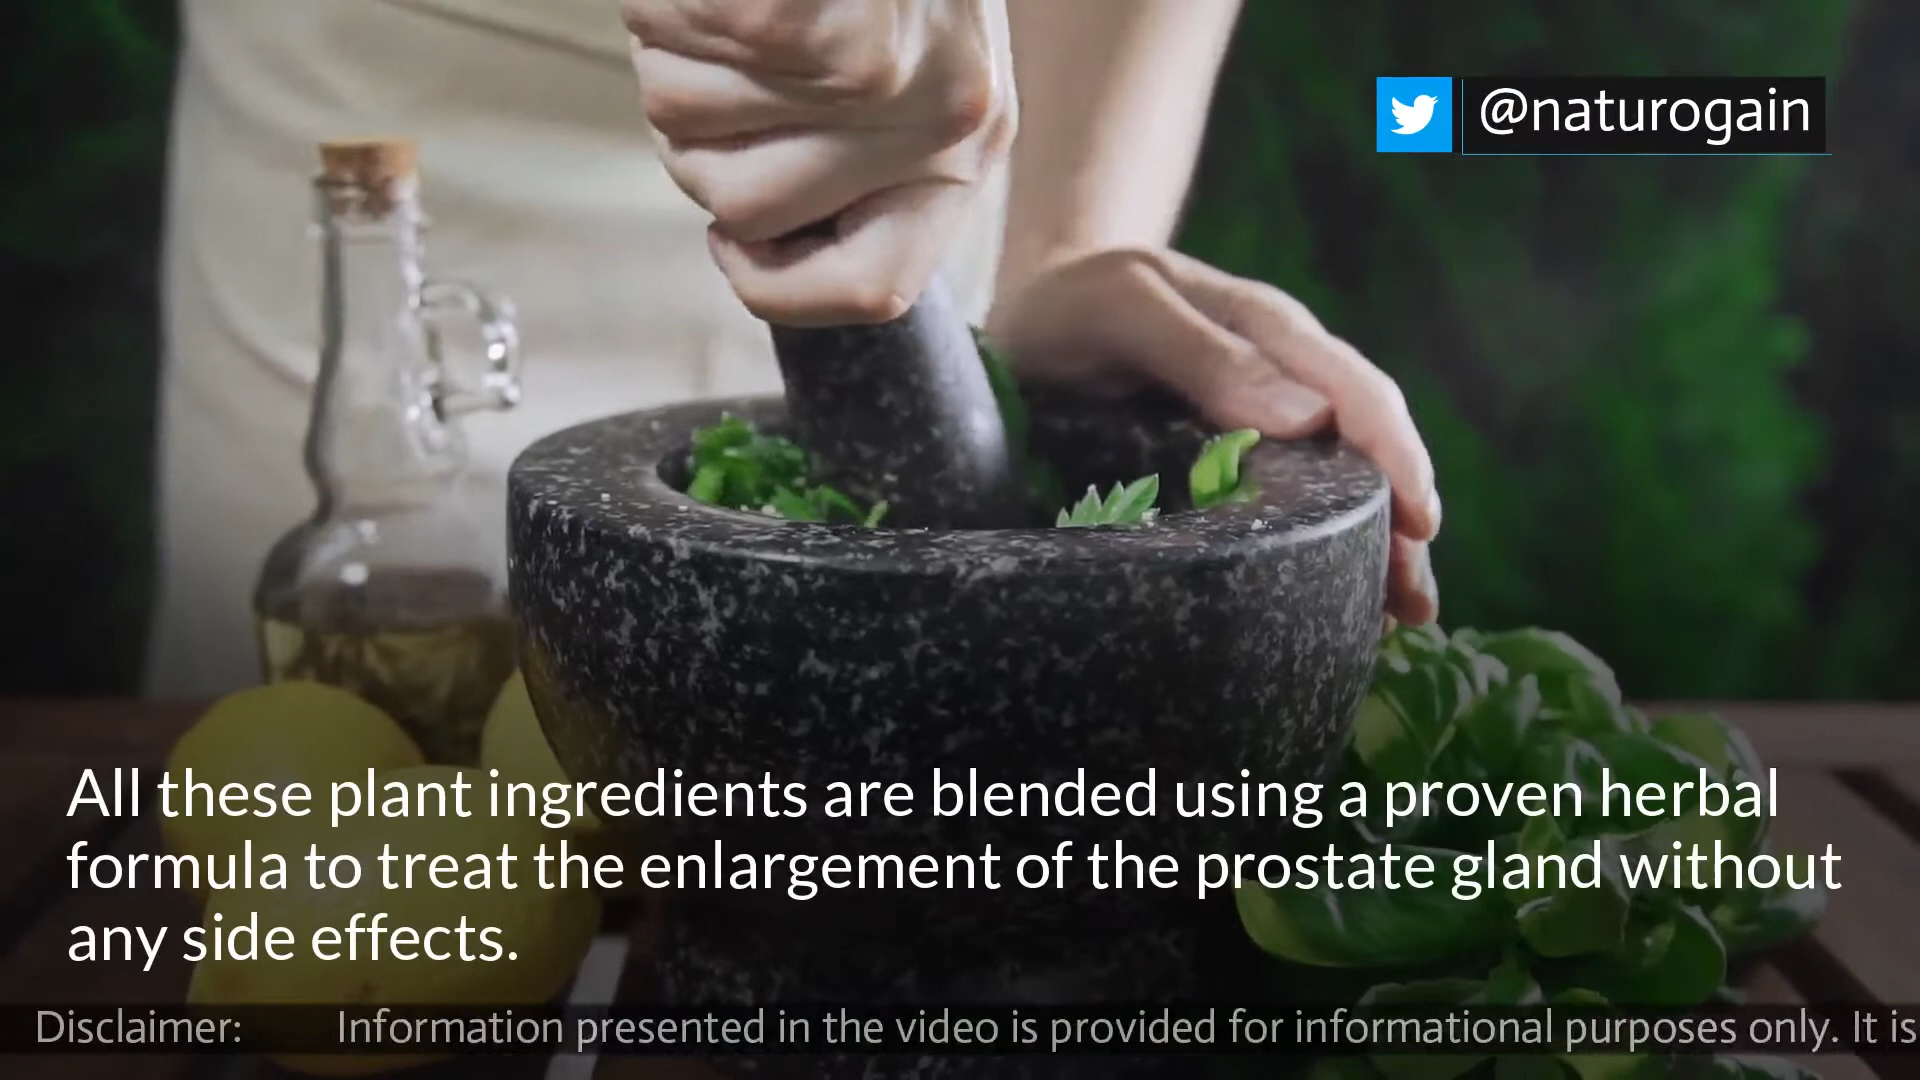 @naturogain
All these plant ingredients are blended using a proven herbal
formula to treat the enlargement of the prostate gland without
any side effects.
Disclaimer: Information presented in the video is provided for informational purposes only. It is